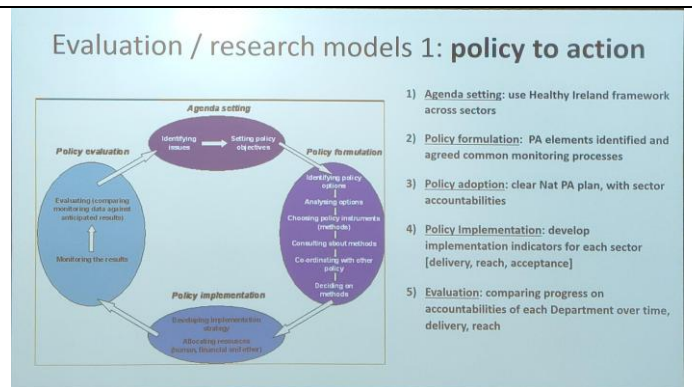 Evaluation / research models 1: policy to action
Agenda setting
Identifying
issues
Setting policy
objectives
Policy evaluation
Policy formulation
Evaluating (comparing
monitoring data against
anticipated results)
Monitoring the results
Identifying policy
options
Analysing options
Choosing policy instruments
(methods)
Consulting about methods
Co-ordinating with other
policy
Deciding on
methods
Policy implementation
Developing implementation
strategy
Allocating resources
(human, financial and other)
1) Agenda setting: use Healthy Ireland framework
across sectors
2) Policy formulation: PA elements identified and
agreed common monitoring processes
3) Policy adoption: clear Nat PA plan, with sector
accountabilities
4) Policy Implementation: develop
implementation indicators for each sector
[delivery, reach, acceptance]
5) Evaluation: comparing progress on
accountabilities of each Department over time,
delivery, reach